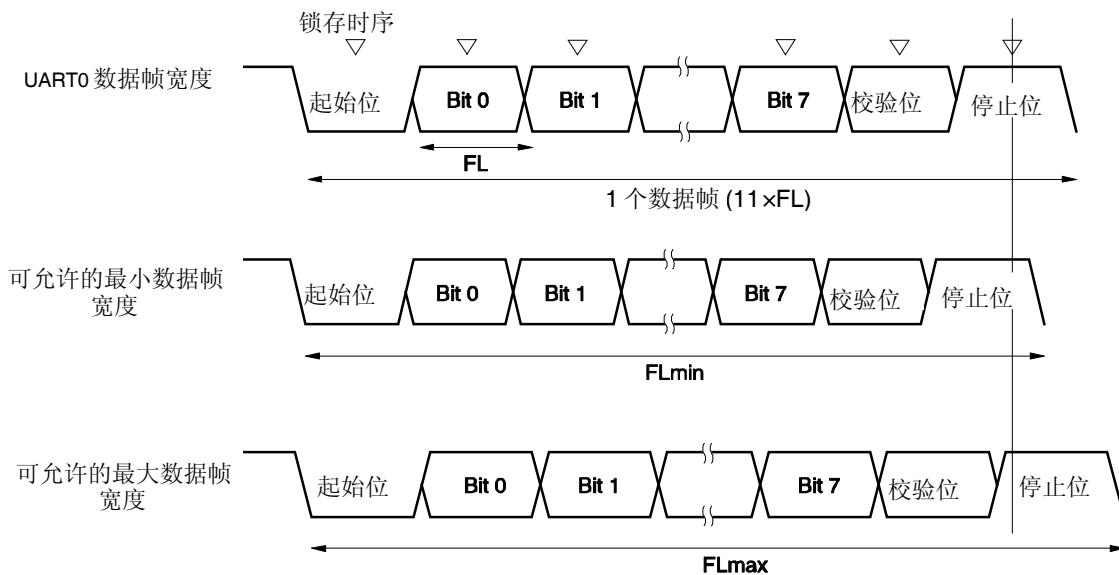 锁存时序
UART0 数据帧宽度
起始位 Bit 0 Bit 1 Bit 7 校验位 停止位
FL
1 个数据帧 (11×FL)
可允许的最小数据帧
宽度
起始位 Bit 0 Bit 1 Bit 7 校验位 停止位
FLmin
可允许的最大数据帧
宽度
起始位 Bit 0 Bit 1 Bit 7 校验位 停止位
FLmax